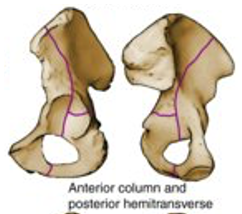 Anterior column and
posterior hemitransverse